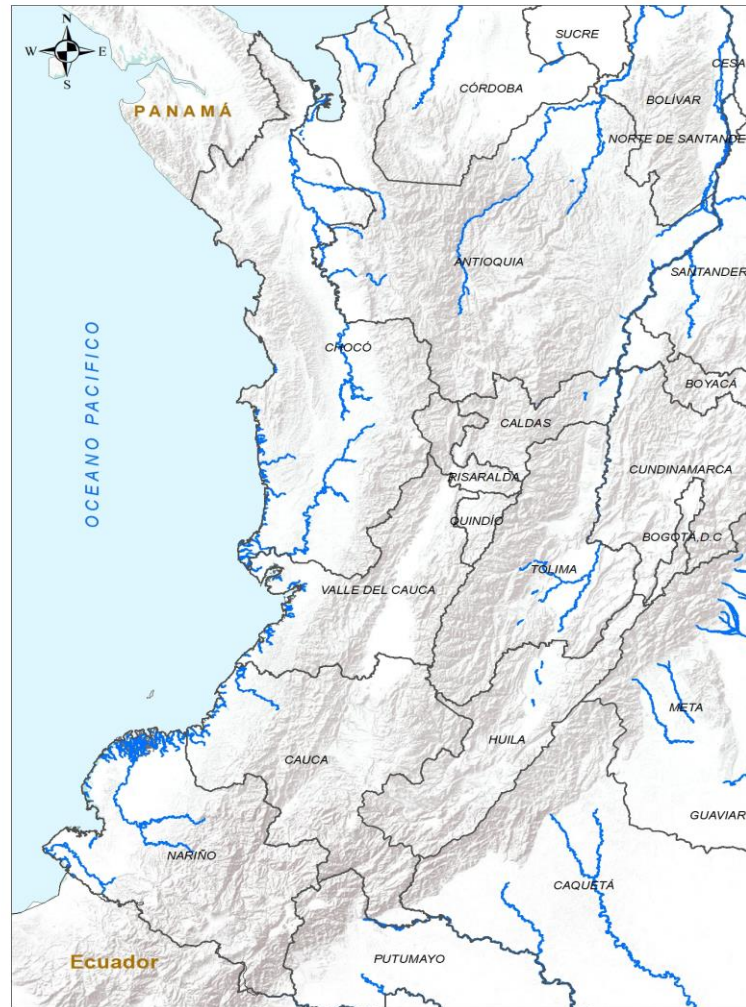 N
W E
S
SUCRE
CESA
CÓRDOBA
BOLÍVAR
PANAMÁ
NORTE DE SANTANDE
ANTIOQUIA
SANTANDER
OCEANO PACIFICO
CHOCÓ
BOYACÁ
CALDAS
CUNDINAMARCA
RISARALDA
QUINDÍO
BOGOTÁ, D.C
TOLIMA
VALLE DEL CAUCA
META
HUILA
CAUCA
GUAVIAR
NARIÑO
CAQUETÁ
Ecuador
PUTUMAYO